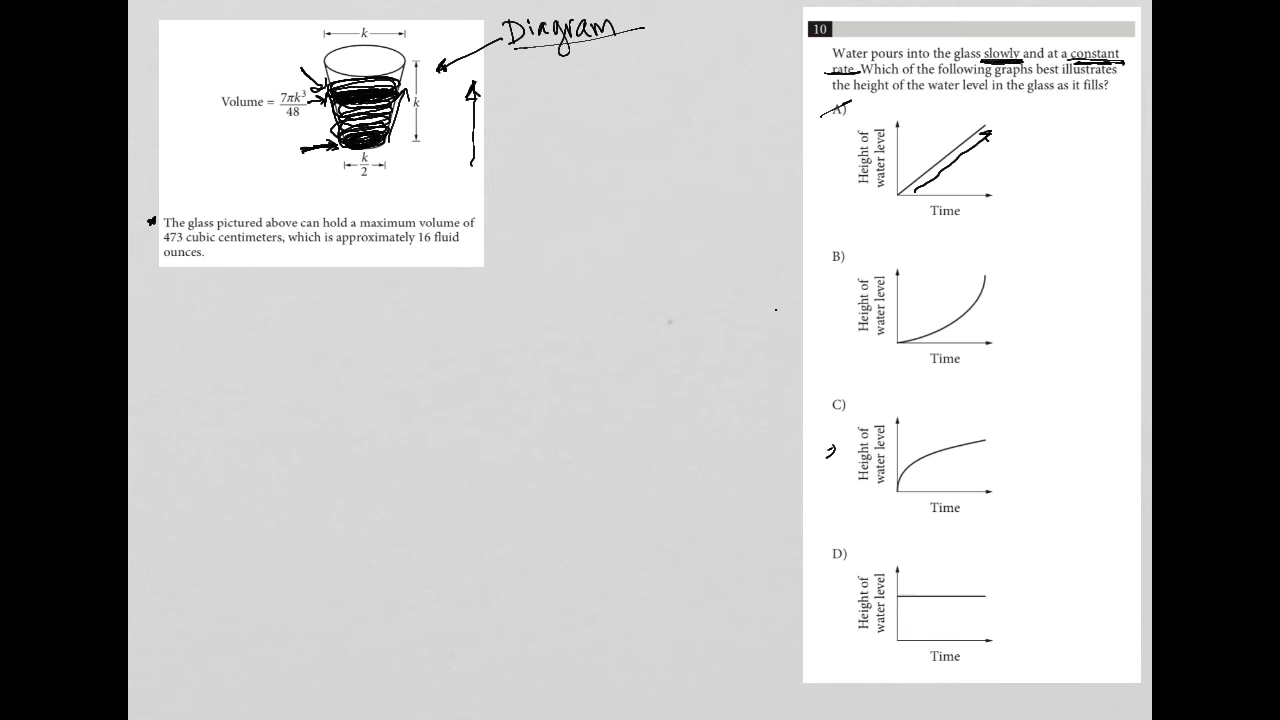 Diagram
k
Volume = 7πk³/48
k
k/2
The glass pictured above can hold a maximum volume of
473 cubic centimeters, which is approximately 16 fluid
ounces.
10
Water pours into the glass slowly and at a constant
rate. Which of the following graphs best illustrates
the height of the water level in the glass as it fills?
A)
Height of
water level
Time
B)
Height of
water level
Time
C)
Height of
water level
Time
D)
Height of
water level
Time